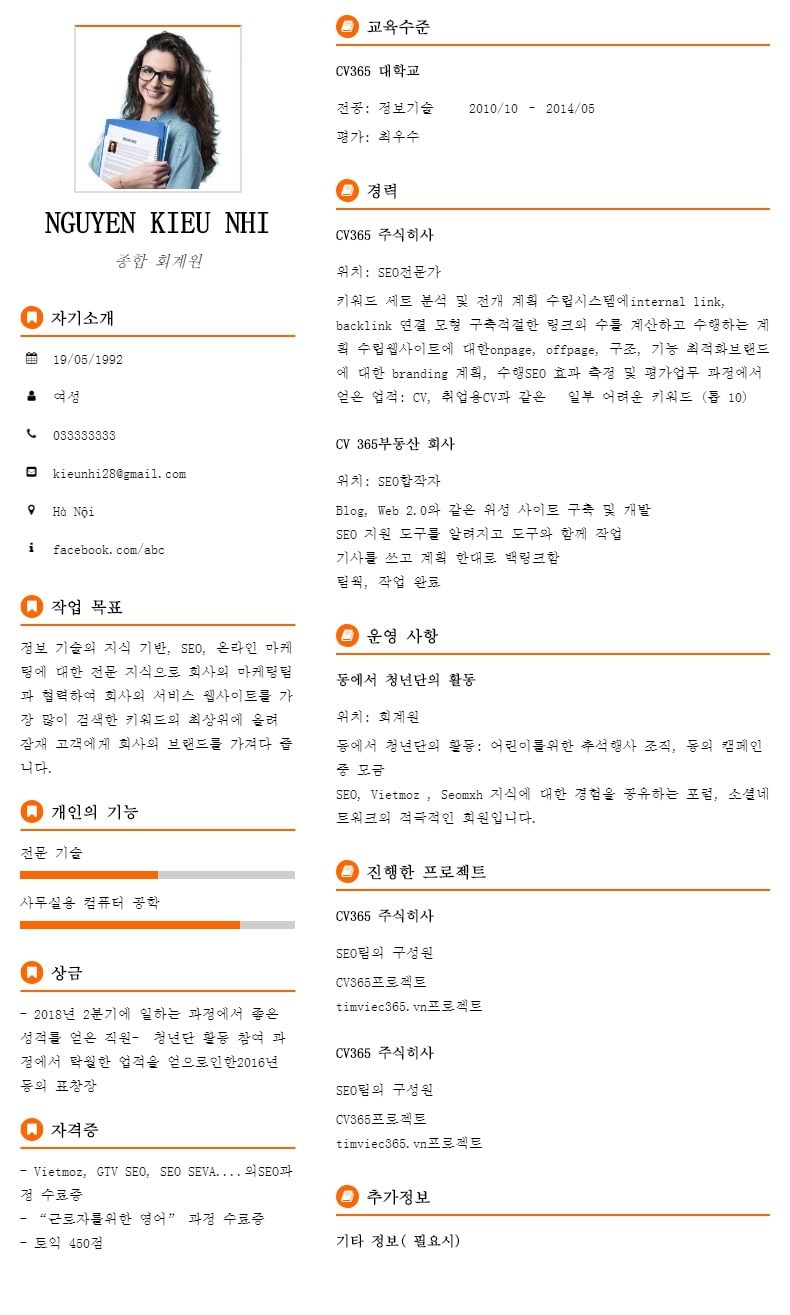 NGUYEN KIEU NHI
종합 회계원
자기소개
19/05/1992
여성
033333333
kieunhi28@gmail.com
Hà Nội
facebook.com/abc
작업 목표
정보 기술의 지식 기반, SEO, 온라인 마케
팅에 대한 전문 지식으로 회사의 마케팅팀
과 협력하여 회사의 서비스 웹사이트를 가
장 많이 검색한 키워드의 최상위에 올려
잠재 고객에게 회사의 브랜드를 가져다 줍
니다.
개인의 기능
전문 기술
사무실용 컴퓨터 공학
상금
- 2018년 2분기에 일하는 과정에서 좋은
성적를 얻은 직원- 청년단 활동 참여 과
정에서 탁월한 업적을 얻으로인한2016년
동의 표창장
자격증
- Vietmoz, GTV SEO, SEO SEVA....의SEO과
정 수료증
- “근로자를위한 영어” 과정 수료증
- 토익 450점
교육수준
CV365 대학교
전공: 정보기술 2010/10 - 2014/05
평가: 최우수
경력
CV365 주식히사
위치: SEO전문가
키워드 세트 분석 및 전개 계획 수립시스템에internal link,
backlink 연결 모형 구축적절한 링크의 수를 계산하고 수행하는 계
획 수립웹사이트에 대한onpage, offpage, 구조, 기능 최적화브랜드
에 대한 branding 계획, 수행SEO 효과 측정 및 평가업무 과정에서
얻은 업적: CV, 취업용CV과 같은 일부 어려운 키워드 (톱 10)
CV 365부동산 회사
위치: SEO합작자
Blog, Web 2.0와 같은 위성 사이트 구축 및 개발
SEO 지원 도구를 알려지고 도구와 함께 작업
기사를 쓰고 계획 한대로 백링크함
팀웍, 작업 완료
운영 사항
동에서 청년단의 활동
위치: 회계원
동에서 청년단의 활동: 어린이를위한 추석행사 조직, 동의 캠페인
중 모금
SEO, Vietmoz , Seomxh 지식에 대한 경험을 공유하는 포럼, 소셜네
트워크의 적극적인 회원입니다.
진행한 프로젝트
CV365 주식히사
SEO팀의 구성원
CV365프로젝트
timviec365.vn프로젝트
CV365 주식히사
SEO팀의 구성원
CV365프로젝트
timviec365.vn프로젝트
추가정보
기타 정보( 필요시)